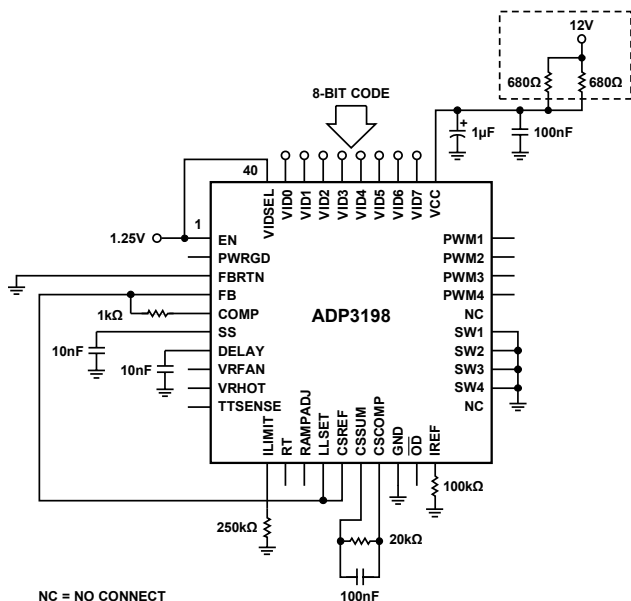 12V
680Ω
680Ω
8-BIT CODE
+
1µF
100nF
40
VIDSEL
VID0
VID1
VID2
VID3
VID4
VID5
VID6
VID7
VCC
1
1.25V
EN
PWRGD
FBRTN
FB
COMP
SS
DELAY
VRFAN
VRHOT
TTSENSE
1kΩ
10nF
10nF
ADP3198
PWM1
PWM2
PWM3
PWM4
NC
SW1
SW2
SW3
SW4
NC
ILIMIT
RT
RAMPADJ
LLSET
CSREF
CSSUM
CSCOMP
GND
OD
IREF
250kΩ
20kΩ
100kΩ
100nF
NC = NO CONNECT